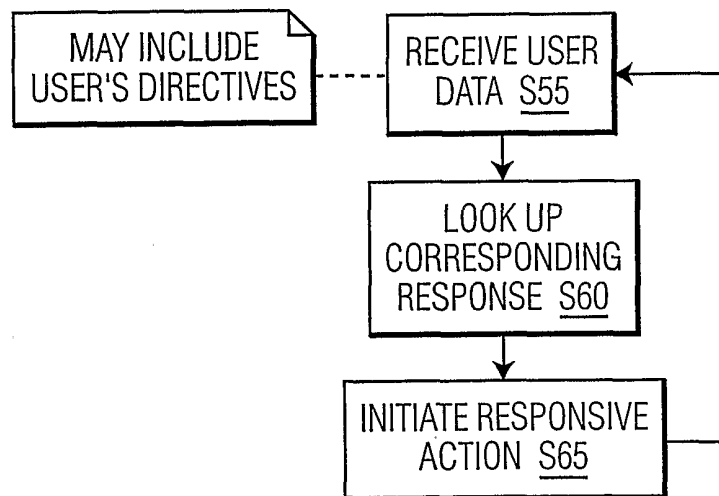 MAY INCLUDE
USER'S DIRECTIVES
RECEIVE USER
DATA S55
LOOK UP
CORRESPONDING
RESPONSE S60
INITIATE RESPONSIVE
ACTION S65